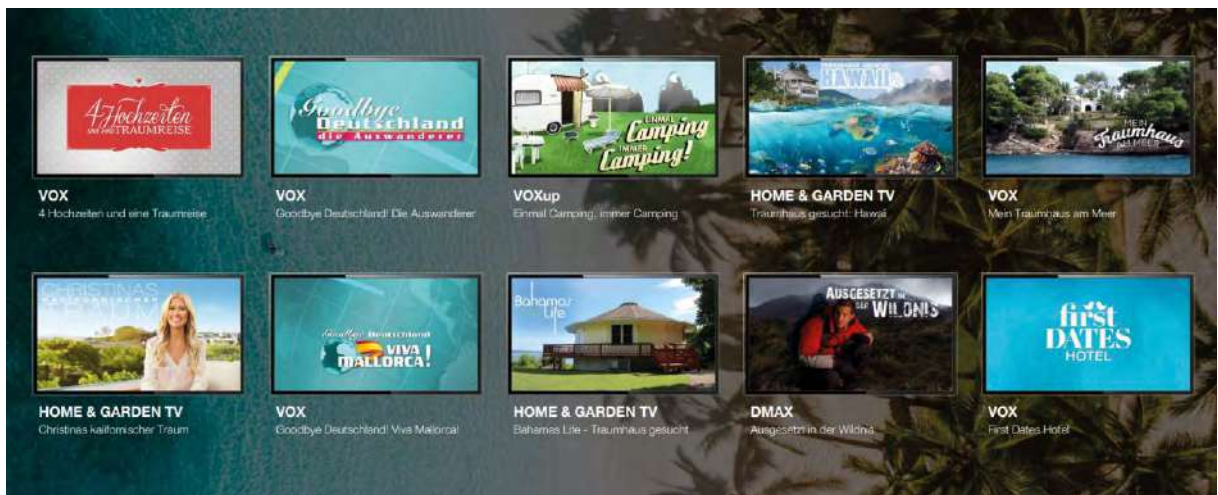 4 Hochzeiten
und eine TRAUMREISE
VOX
4 Hochzeiten und eine Traumreise
Goodbye
Deutschland
die Auswanderer
VOX
Goodbye Deutschland! Die Auswanderer
EINMAL
Camping
IMMER
Camping!
VOXup
Einmal Camping, immer Camping
HAWAII
HOME & GARDEN TV
Traumhaus gesucht: Hawaii
MEIN
Traumhaus
AM MEER
VOX
Mein Traumhaus am Meer
CHRISTINAS
KALIFORNISCHER
TRAUM
HOME & GARDEN TV
Christinas kalifornischer Traum
Goodbye Deutschland
VIVA
MALLORCA!
VOX
Goodbye Deutschland! Viva Mallorca!
Bahamas
Life
HOME & GARDEN TV
Bahamas Life - Traumhaus gesucht
AUSGESETZT IN
DER WILDNIS
DMAX
Ausgesetzt in der Wildnis
first
DATES
HOTEL
VOX
First Dates Hotel